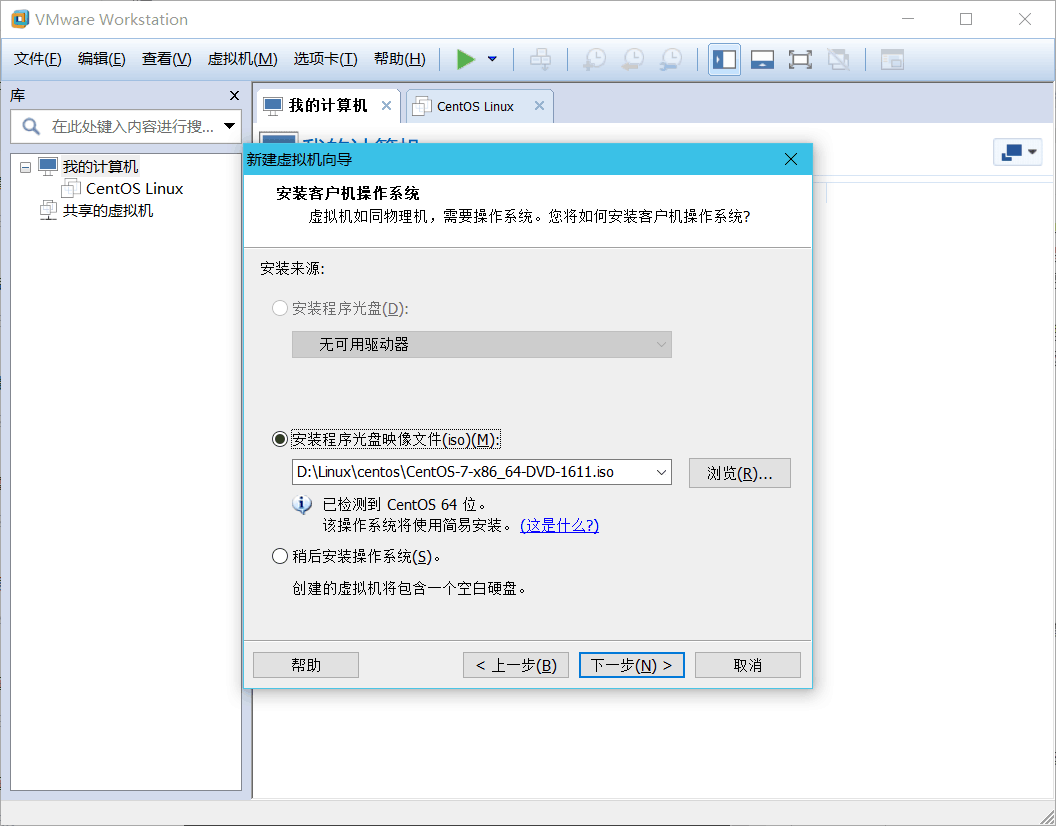 VMware Workstation
文件(F) 编辑(E) 查看(V) 虚拟机(M) 选项卡(T) 帮助(H)
库
在此处键入内容进行搜...
我的计算机
CentOS Linux
共享的虚拟机
我的计算机
CentOS Linux
我的计算机
新建虚拟机向导
安装客户机操作系统
虚拟机如同物理机，需要操作系统。您将如何安装客户机操作系统?
安装来源:
安装程序光盘(D):
无可用驱动器
安装程序光盘映像文件(iso)(M):
D:\Linux\centos\CentOS-7-x86_64-DVD-1611.iso
浏览(R)...
已检测到 CentOS 64 位。
该操作系统将使用简易安装。 (这是什么?)
稍后安装操作系统(S)。
创建的虚拟机将包含一个空白硬盘。
帮助
< 上一步(B)
下一步(N) >
取消